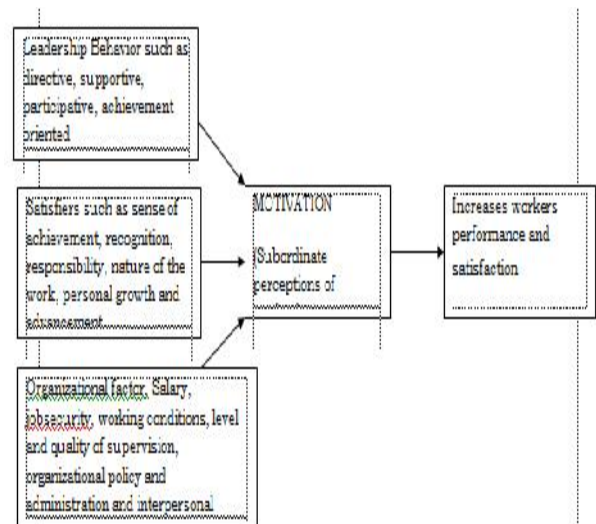 Leadership Behavior such as
directive, supportive,
participative, achievement
oriented
Satisfiers such as sense of
achievement, recognition,
responsibility, nature of the
work, personal growth and
advancement
Organizational factor, Salary,
jobsecurity, working conditions, level
and quality of supervision,
organizational policy and
administration and interpersonal
MOTIVATION
(Subordinate
perceptions of
Increases workers
performance and
satisfaction